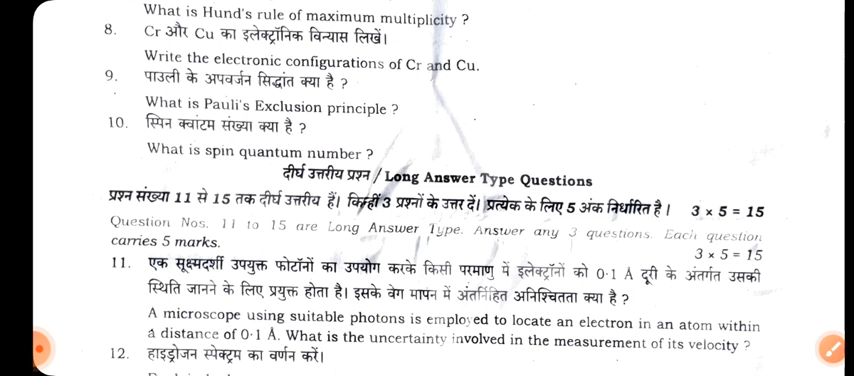 What is Hund's rule of maximum multiplicity ?
8. Cr और Cu का इलेक्ट्रॉनिक विन्यास लिखें।
Write the electronic configurations of Cr and Cu.
9. पाउली के अपवर्जन सिद्धांत क्या है ?
What is Pauli's Exclusion principle ?
10. स्पिन क्वांटम संख्या क्या है ?
What is spin quantum number ?
दीर्घ उत्तरीय प्रश्न / Long Answer Type Questions
प्रश्न संख्या 11 से 15 तक दीर्घ उत्तरीय हैं। किन्हीं 3 प्रश्नों के उत्तर दें। प्रत्येक के लिए 5 अंक निर्धारित है। 3 × 5 = 15
Question Nos. 11 to 15 are Long Answer Type. Answer any 3 questions. Each question
carries 5 marks. 3 × 5 = 15
11. एक सूक्ष्मदर्शी उपयुक्त फोटॉनों का उपयोग करके किसी परमाणु में इलेक्ट्रॉनों को 0·1 Å दूरी के अंतर्गत उसकी
स्थिति जानने के लिए प्रयुक्त होता है। इसके वेग मापन में अंतर्निहित अनिश्चितता क्या है ?
A microscope using suitable photons is employed to locate an electron in an atom within
a distance of 0·1 Å. What is the uncertainty involved in the measurement of its velocity ?
12. हाइड्रोजन स्पेक्ट्रम का वर्णन करें।